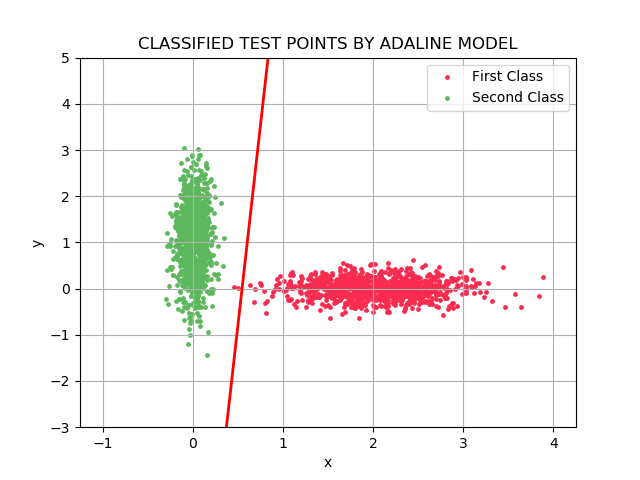 CLASSIFIED TEST POINTS BY ADALINE MODEL
First Class
Second Class
5
4
3
2
1
0
−1
−2
−3
y
−1 0 1 2 3 4
x